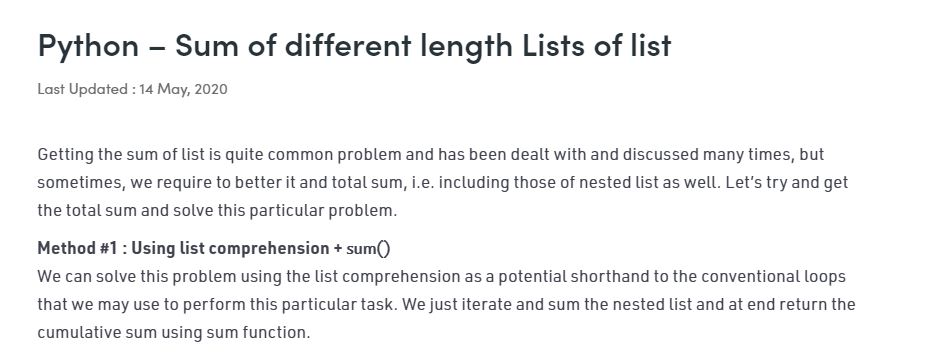 Python – Sum of different length Lists of list
Last Updated : 14 May, 2020
Getting the sum of list is quite common problem and has been dealt with and discussed many times, but
sometimes, we require to better it and total sum, i.e. including those of nested list as well. Let’s try and get
the total sum and solve this particular problem.
Method #1 : Using list comprehension + sum()
We can solve this problem using the list comprehension as a potential shorthand to the conventional loops
that we may use to perform this particular task. We just iterate and sum the nested list and at end return the
cumulative sum using sum function.